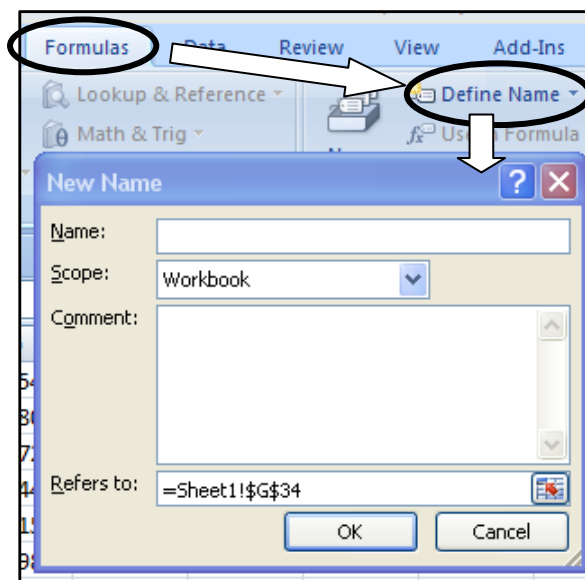 Formulas Data Review View Add-Ins
Lookup & Reference Define Name
Math & Trig Formula
New Name
Name:
Scope: Workbook
Comment:
Refers to: =Sheet1!$G$34
OK Cancel